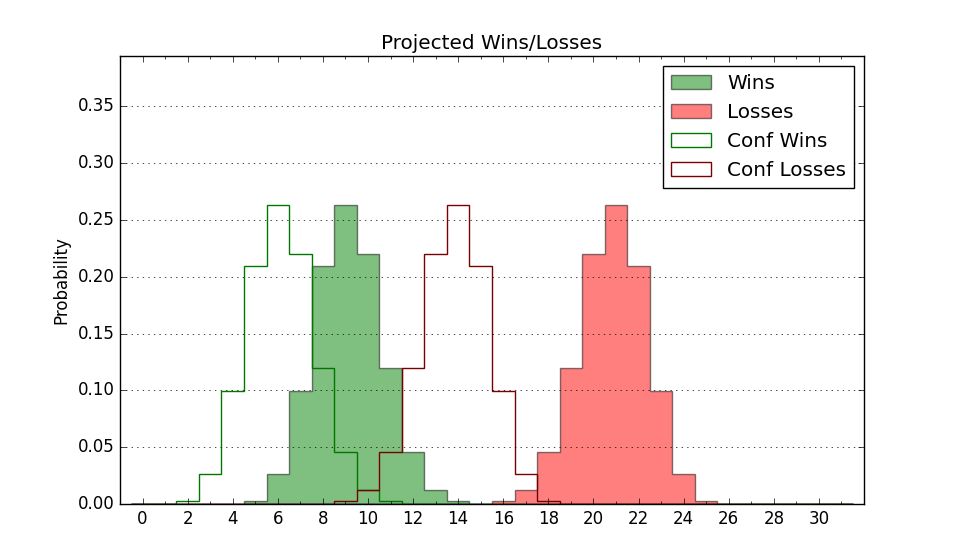 Projected Wins/Losses
Wins
Losses
Conf Wins
Conf Losses
Probability
0.35
0.30
0.25
0.20
0.15
0.10
0.05
0.00
0 2 4 6 8 10 12 14 16 18 20 22 24 26 28 30